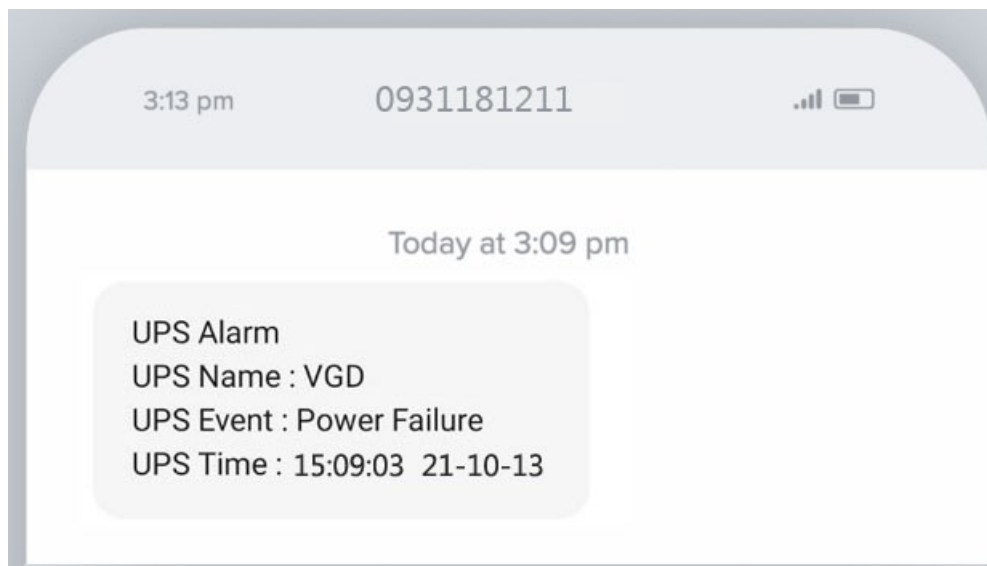 3:13 pm 0931181211
Today at 3:09 pm
UPS Alarm
UPS Name : VGD
UPS Event : Power Failure
UPS Time : 15:09:03 21-10-13